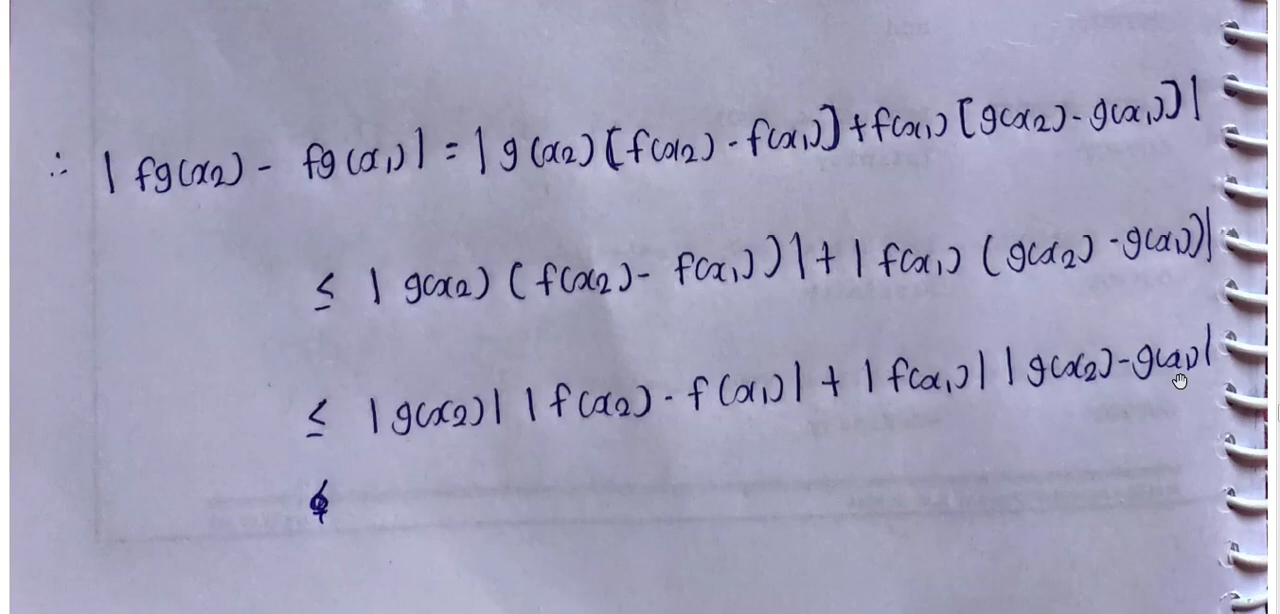 ∴ | fg(x₂) - fg(x₁) | = | g(x₂) [f(x₂) - f(x₁)] + f(x₁) [g(x₂) - g(x₁)] |
≤ | g(x₂) (f(x₂) - f(x₁)) | + | f(x₁) (g(x₂) - g(x₁)) |
≤ | g(x₂) | | f(x₂) - f(x₁) | + | f(x₁) | | g(x₂) - g(x₁) |